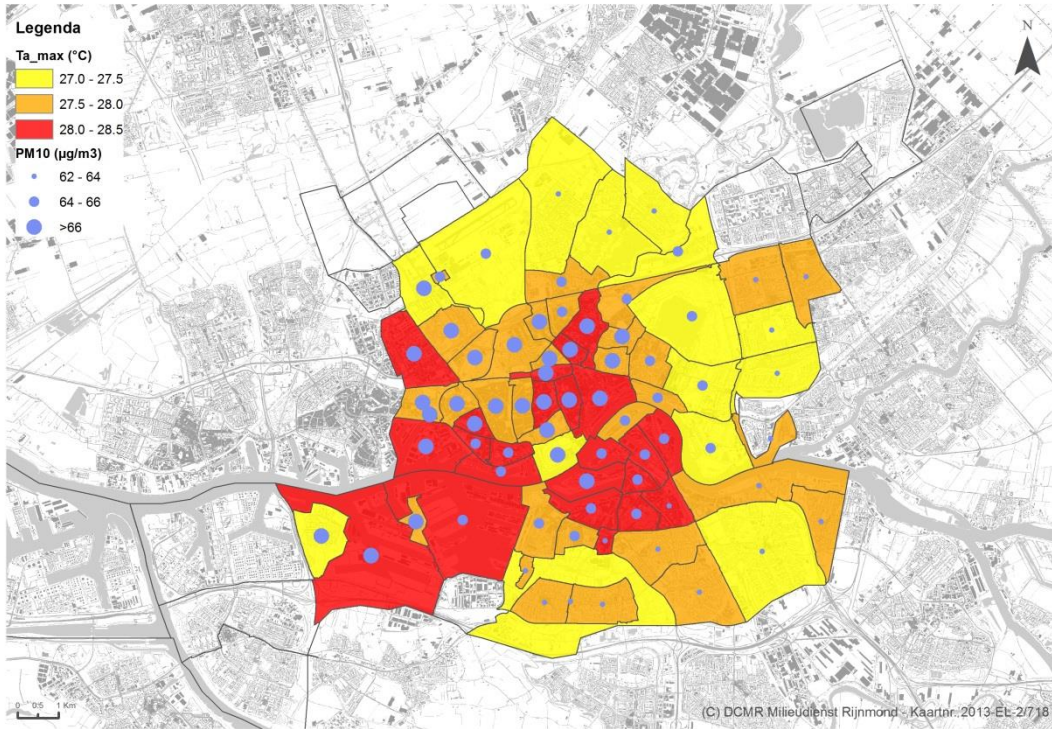 Legenda
Ta_max (°C)
27.0 - 27.5
27.5 - 28.0
28.0 - 28.5
PM10 (µg/m3)
62 - 64
64 - 66
>66
N
0 0.5 1 Km
(C) DCMR Milieudienst Rijnmond - Kaartnr. 2013-EL-2/718